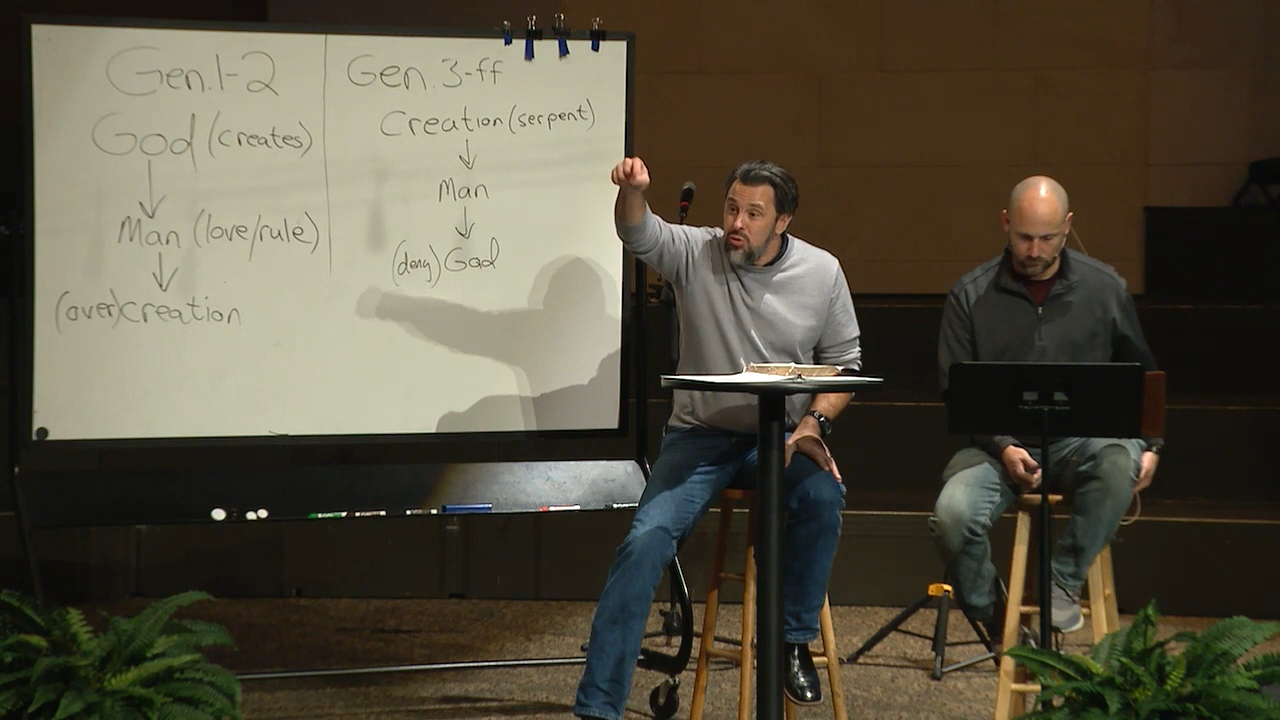 Gen. 1-2
God (creates)
Man (love/rule)
(over) creation
Gen. 3-ff
Creation (serpent)
Man
(deny) God